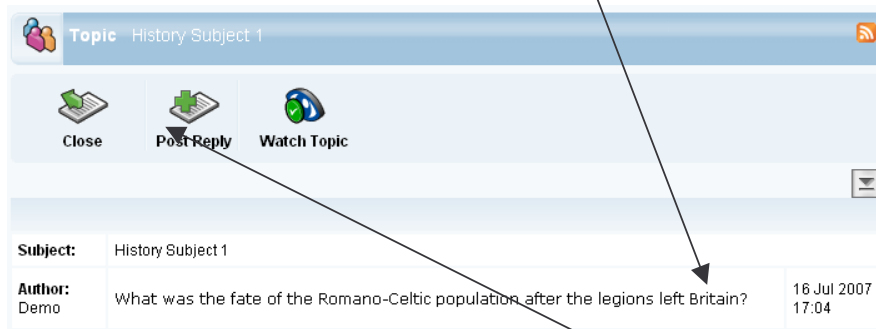 Topic History Subject 1
Close Post Reply Watch Topic
Subject: History Subject 1
Author: Demo What was the fate of the Romano-Celtic population after the legions left Britain? 16 Jul 2007 17:04